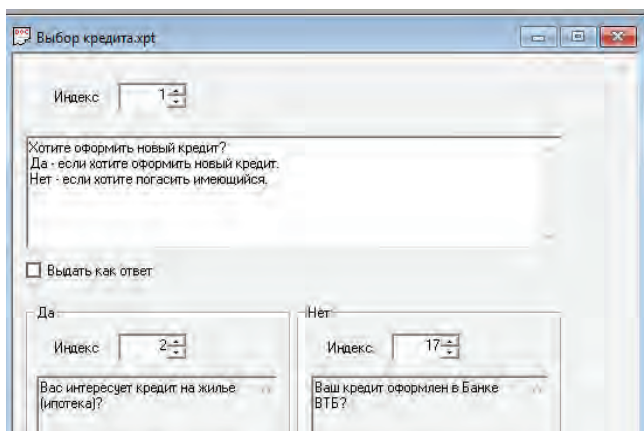 DOC Выбор кредита.xpt
Индекс 1
Хотите оформить новый кредит?
Да - если хотите оформить новый кредит.
Нет - если хотите погасить имеющийся.
Выдать как ответ
Да Нет
Индекс 2 Индекс 17
Вас интересует кредит на жилье Ваш кредит оформлен в Банке
(ипотека)? ВТБ?